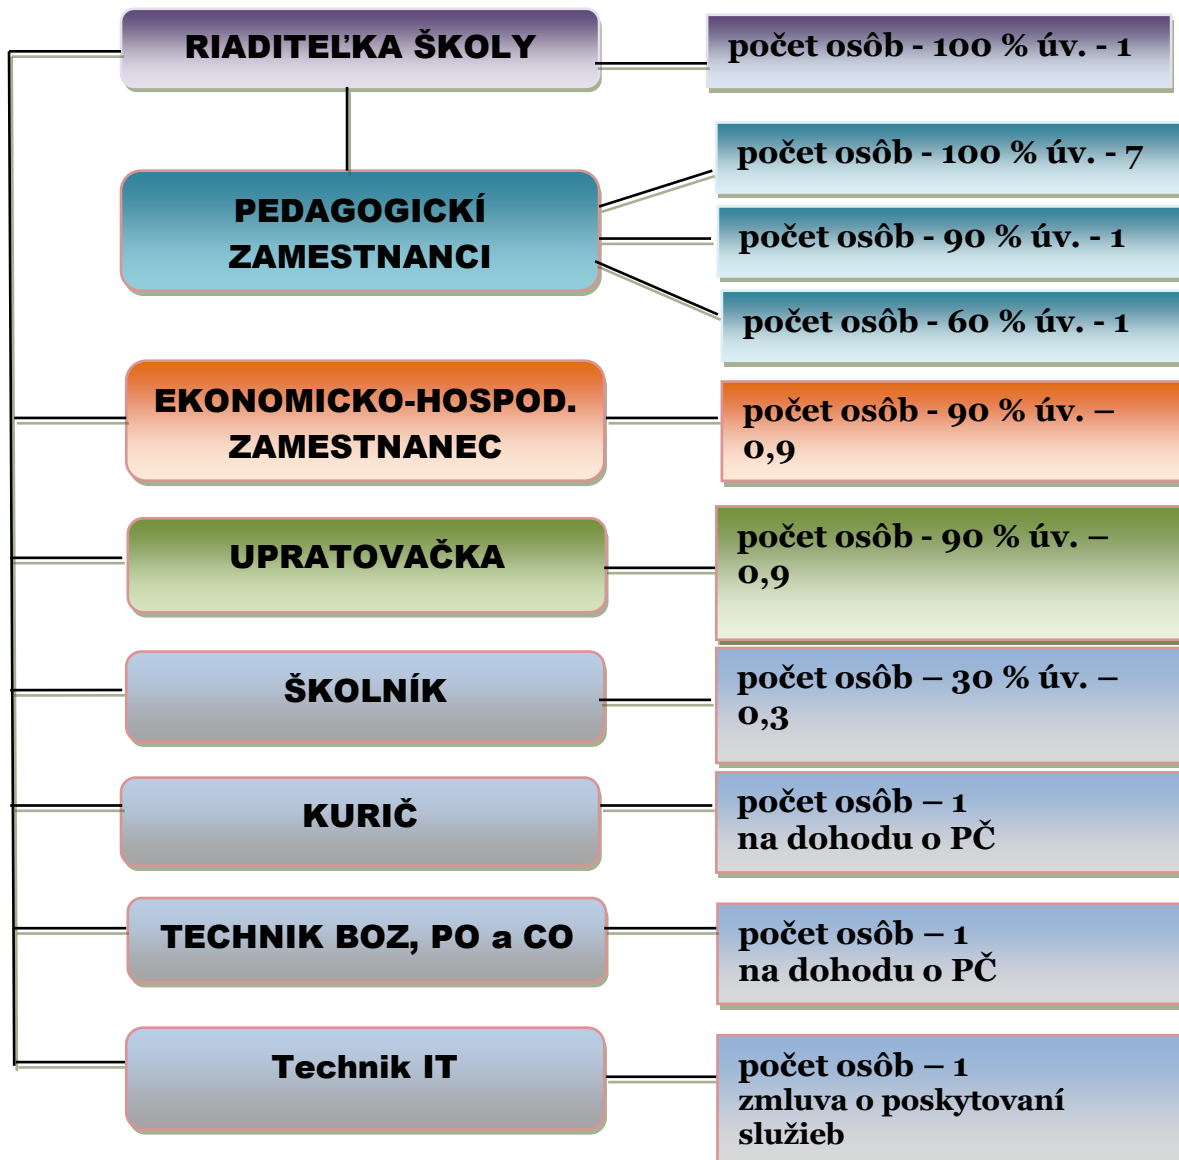 RIADITEĽKA ŠKOLY
počet osôb - 100 % úv. - 1
PEDAGOGICKÍ
ZAMESTNANCI
počet osôb - 100 % úv. - 7
počet osôb - 90 % úv. - 1
počet osôb - 60 % úv. - 1
EKONOMICKO-HOSPOD.
ZAMESTNANEC
počet osôb - 90 % úv. –
0,9
UPRATOVAČKA
počet osôb - 90 % úv. –
0,9
ŠKOLNÍK
počet osôb – 30 % úv. –
0,3
KURIČ
počet osôb – 1
na dohodu o PČ
TECHNIK BOZ, PO a CO
počet osôb – 1
na dohodu o PČ
Technik IT
počet osôb – 1
zmluva o poskytovaní
služieb